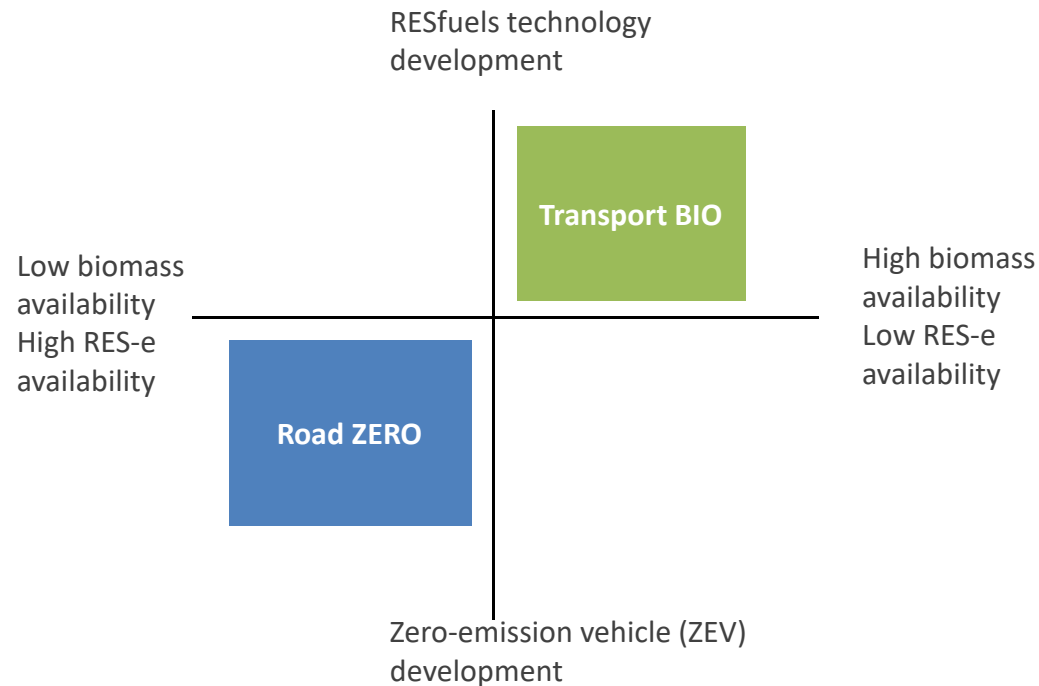 RESfuels technology
development
Transport BIO
Low biomass
availability
High RES-e
availability
High biomass
availability
Low RES-e
availability
Road ZERO
Zero-emission vehicle (ZEV)
development